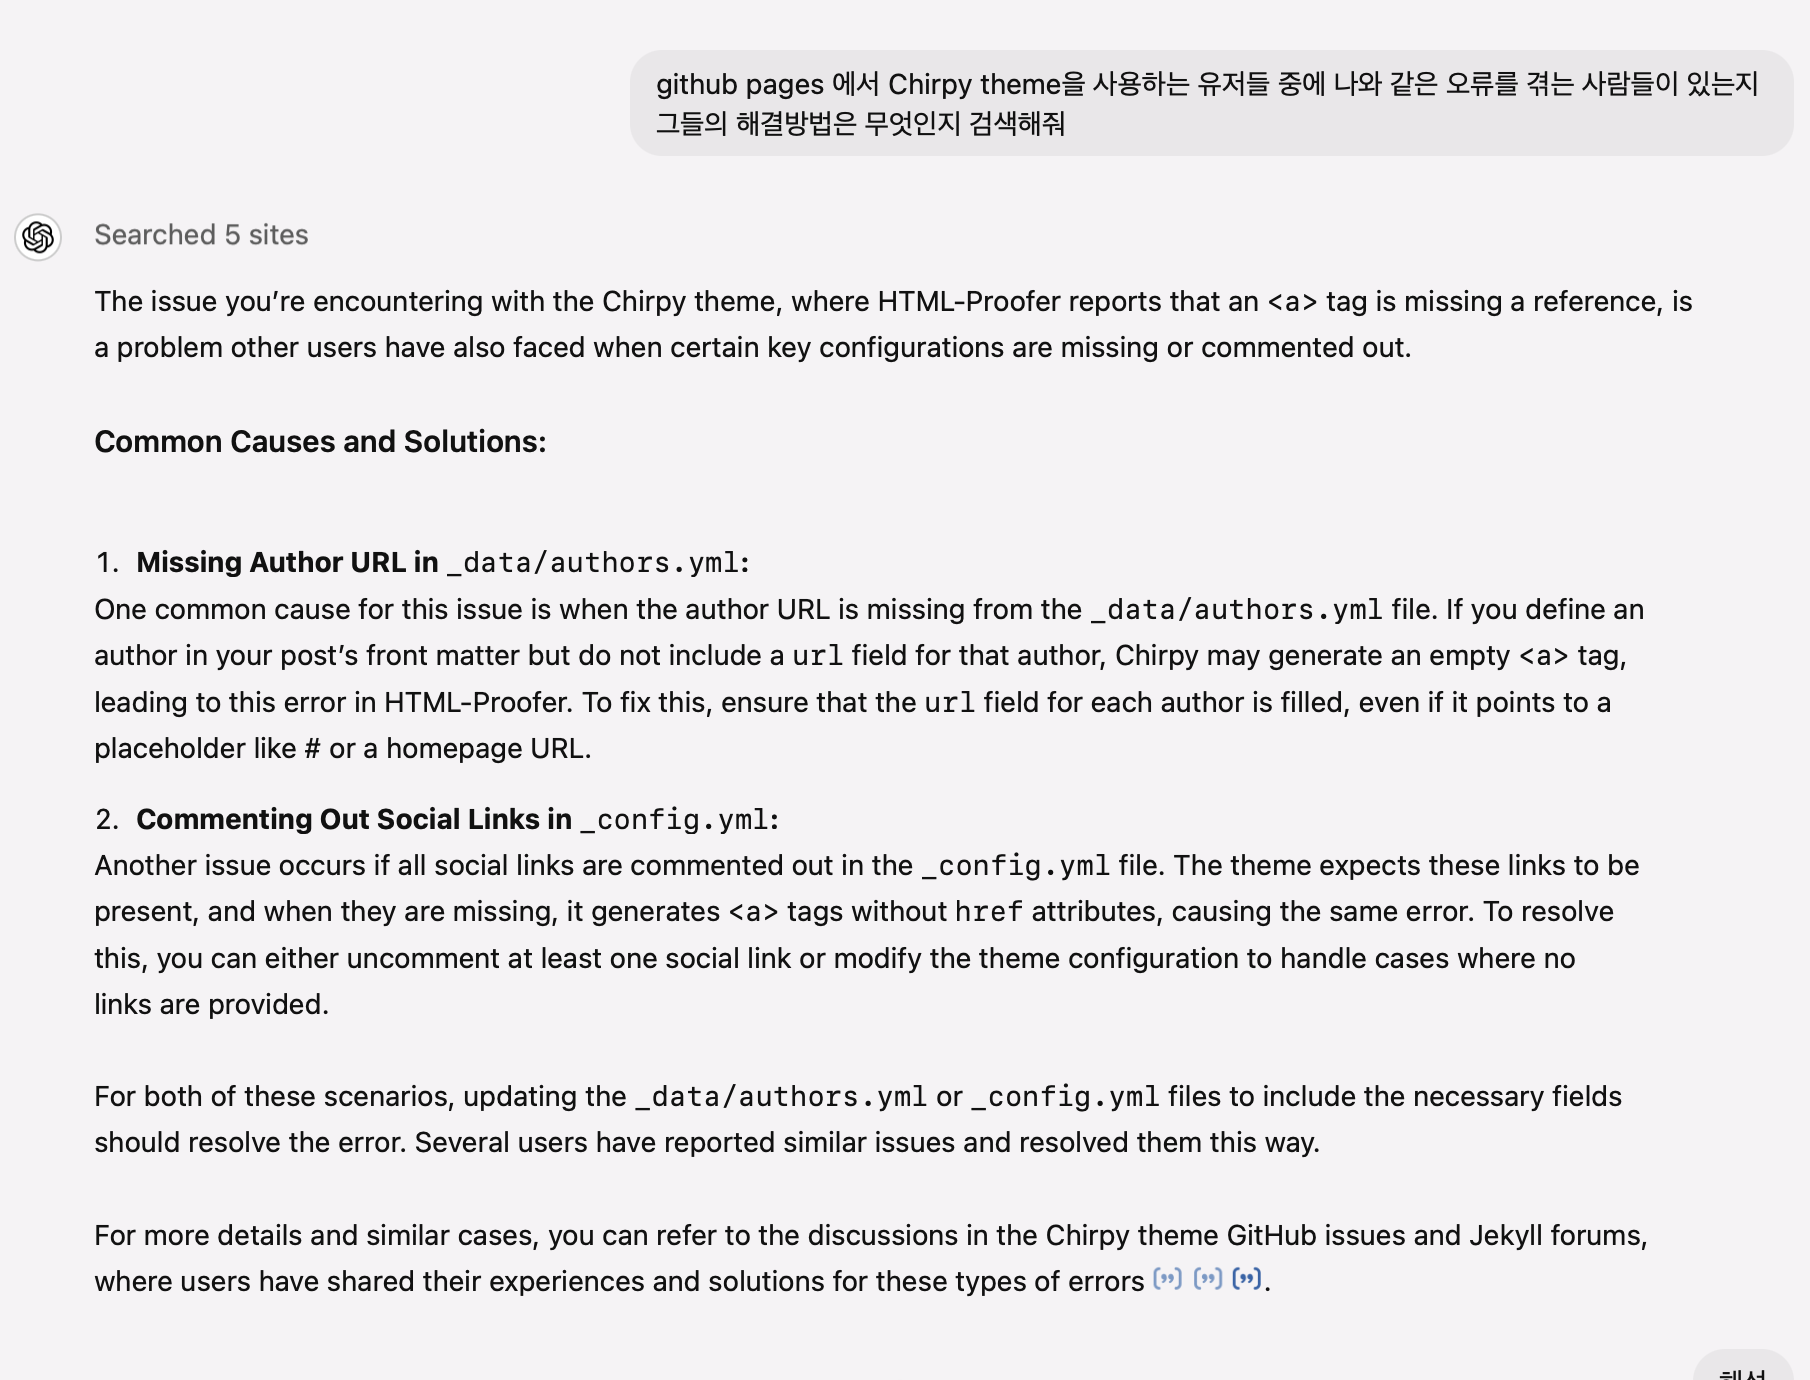 github pages 에서 Chirpy theme을 사용하는 유저들 중에 나와 같은 오류를 겪는 사람들이 있는지
그들의 해결방법은 무엇인지 검색해줘
Searched 5 sites
The issue you’re encountering with the Chirpy theme, where HTML-Proofer reports that an <a> tag is missing a reference, is
a problem other users have also faced when certain key configurations are missing or commented out.
Common Causes and Solutions:
1. Missing Author URL in _data/authors.yml:
One common cause for this issue is when the author URL is missing from the _data/authors.yml file. If you define an
author in your post’s front matter but do not include a url field for that author, Chirpy may generate an empty <a> tag,
leading to this error in HTML-Proofer. To fix this, ensure that the url field for each author is filled, even if it points to a
placeholder like # or a homepage URL.
2. Commenting Out Social Links in _config.yml:
Another issue occurs if all social links are commented out in the _config.yml file. The theme expects these links to be
present, and when they are missing, it generates <a> tags without href attributes, causing the same error. To resolve
this, you can either uncomment at least one social link or modify the theme configuration to handle cases where no
links are provided.
For both of these scenarios, updating the _data/authors.yml or _config.yml files to include the necessary fields
should resolve the error. Several users have reported similar issues and resolved them this way.
For more details and similar cases, you can refer to the discussions in the Chirpy theme GitHub issues and Jekyll forums,
where users have shared their experiences and solutions for these types of errors [”] [”] [”].